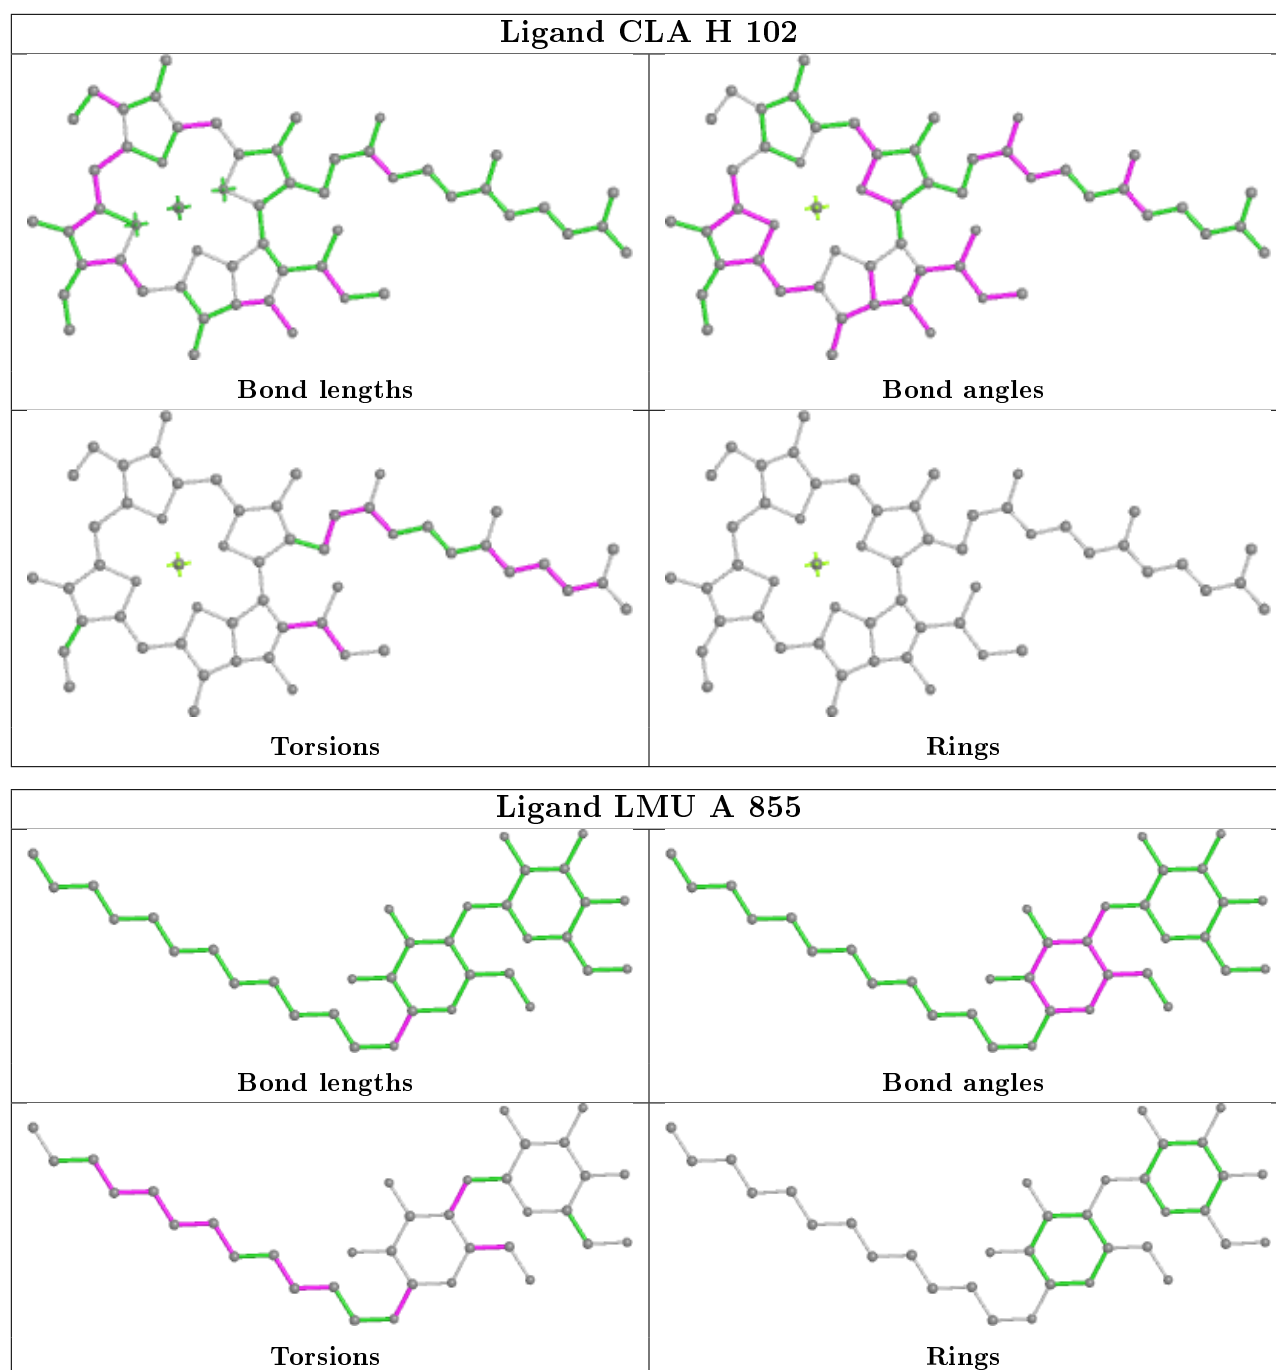 Ligand CLA H 102
Bond lengths
Bond angles
Torsions
Rings
Ligand LMU A 855
Bond lengths
Bond angles
Torsions
Rings